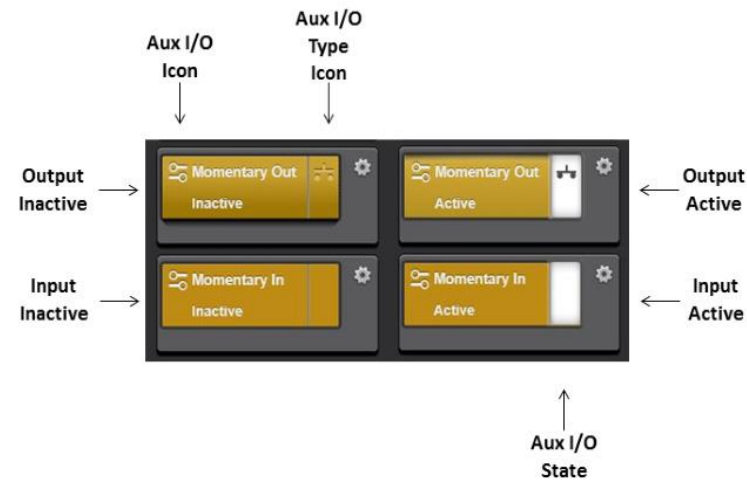 Aux I/O
Icon
Aux I/O
Type
Icon
Output
Inactive
Momentary Out
Inactive
Momentary Out
Active
Output
Active
Input
Inactive
Momentary In
Inactive
Momentary In
Active
Input
Active
Aux I/O
State